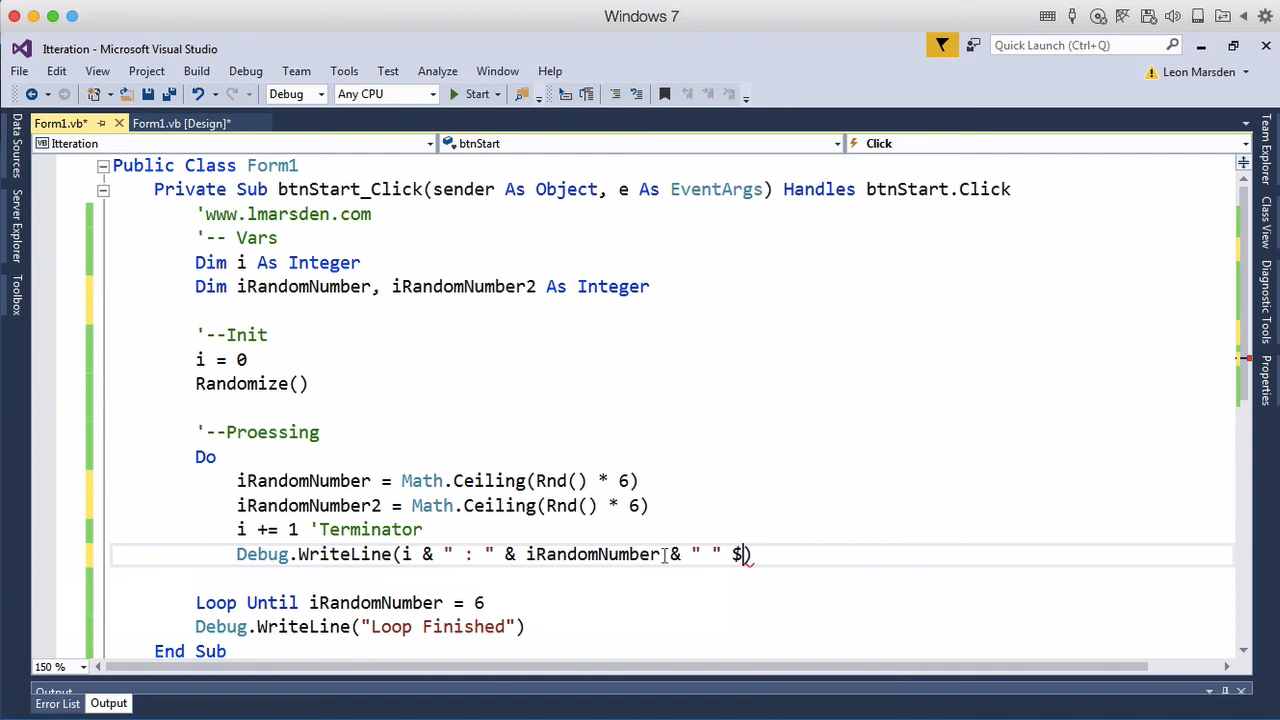 Windows 7
Itteration - Microsoft Visual Studio
Quick Launch (Ctrl+Q)
File Edit View Project Build Debug Team Tools Test Analyze Window Help
Leon Marsden
Debug Any CPU Start
Form1.vb* Form1.vb [Design]*
VB Itteration btnStart Click
Data Sources
Server Explorer
Toolbox
Team Explorer
Class View
Diagnostic Tools
Properties
Public Class Form1
Private Sub btnStart_Click(sender As Object, e As EventArgs) Handles btnStart.Click
'www.lmarsden.com
'-- Vars
Dim i As Integer
Dim iRandomNumber, iRandomNumber2 As Integer
'--Init
i = 0
Randomize()
'--Proessing
Do
iRandomNumber = Math.Ceiling(Rnd() * 6)
iRandomNumber2 = Math.Ceiling(Rnd() * 6)
i += 1 'Terminator
Debug.WriteLine(i & " : " & iRandomNumber & " " $)
Loop Until iRandomNumber = 6
Debug.WriteLine("Loop Finished")
End Sub
150 %
Output
Error List Output